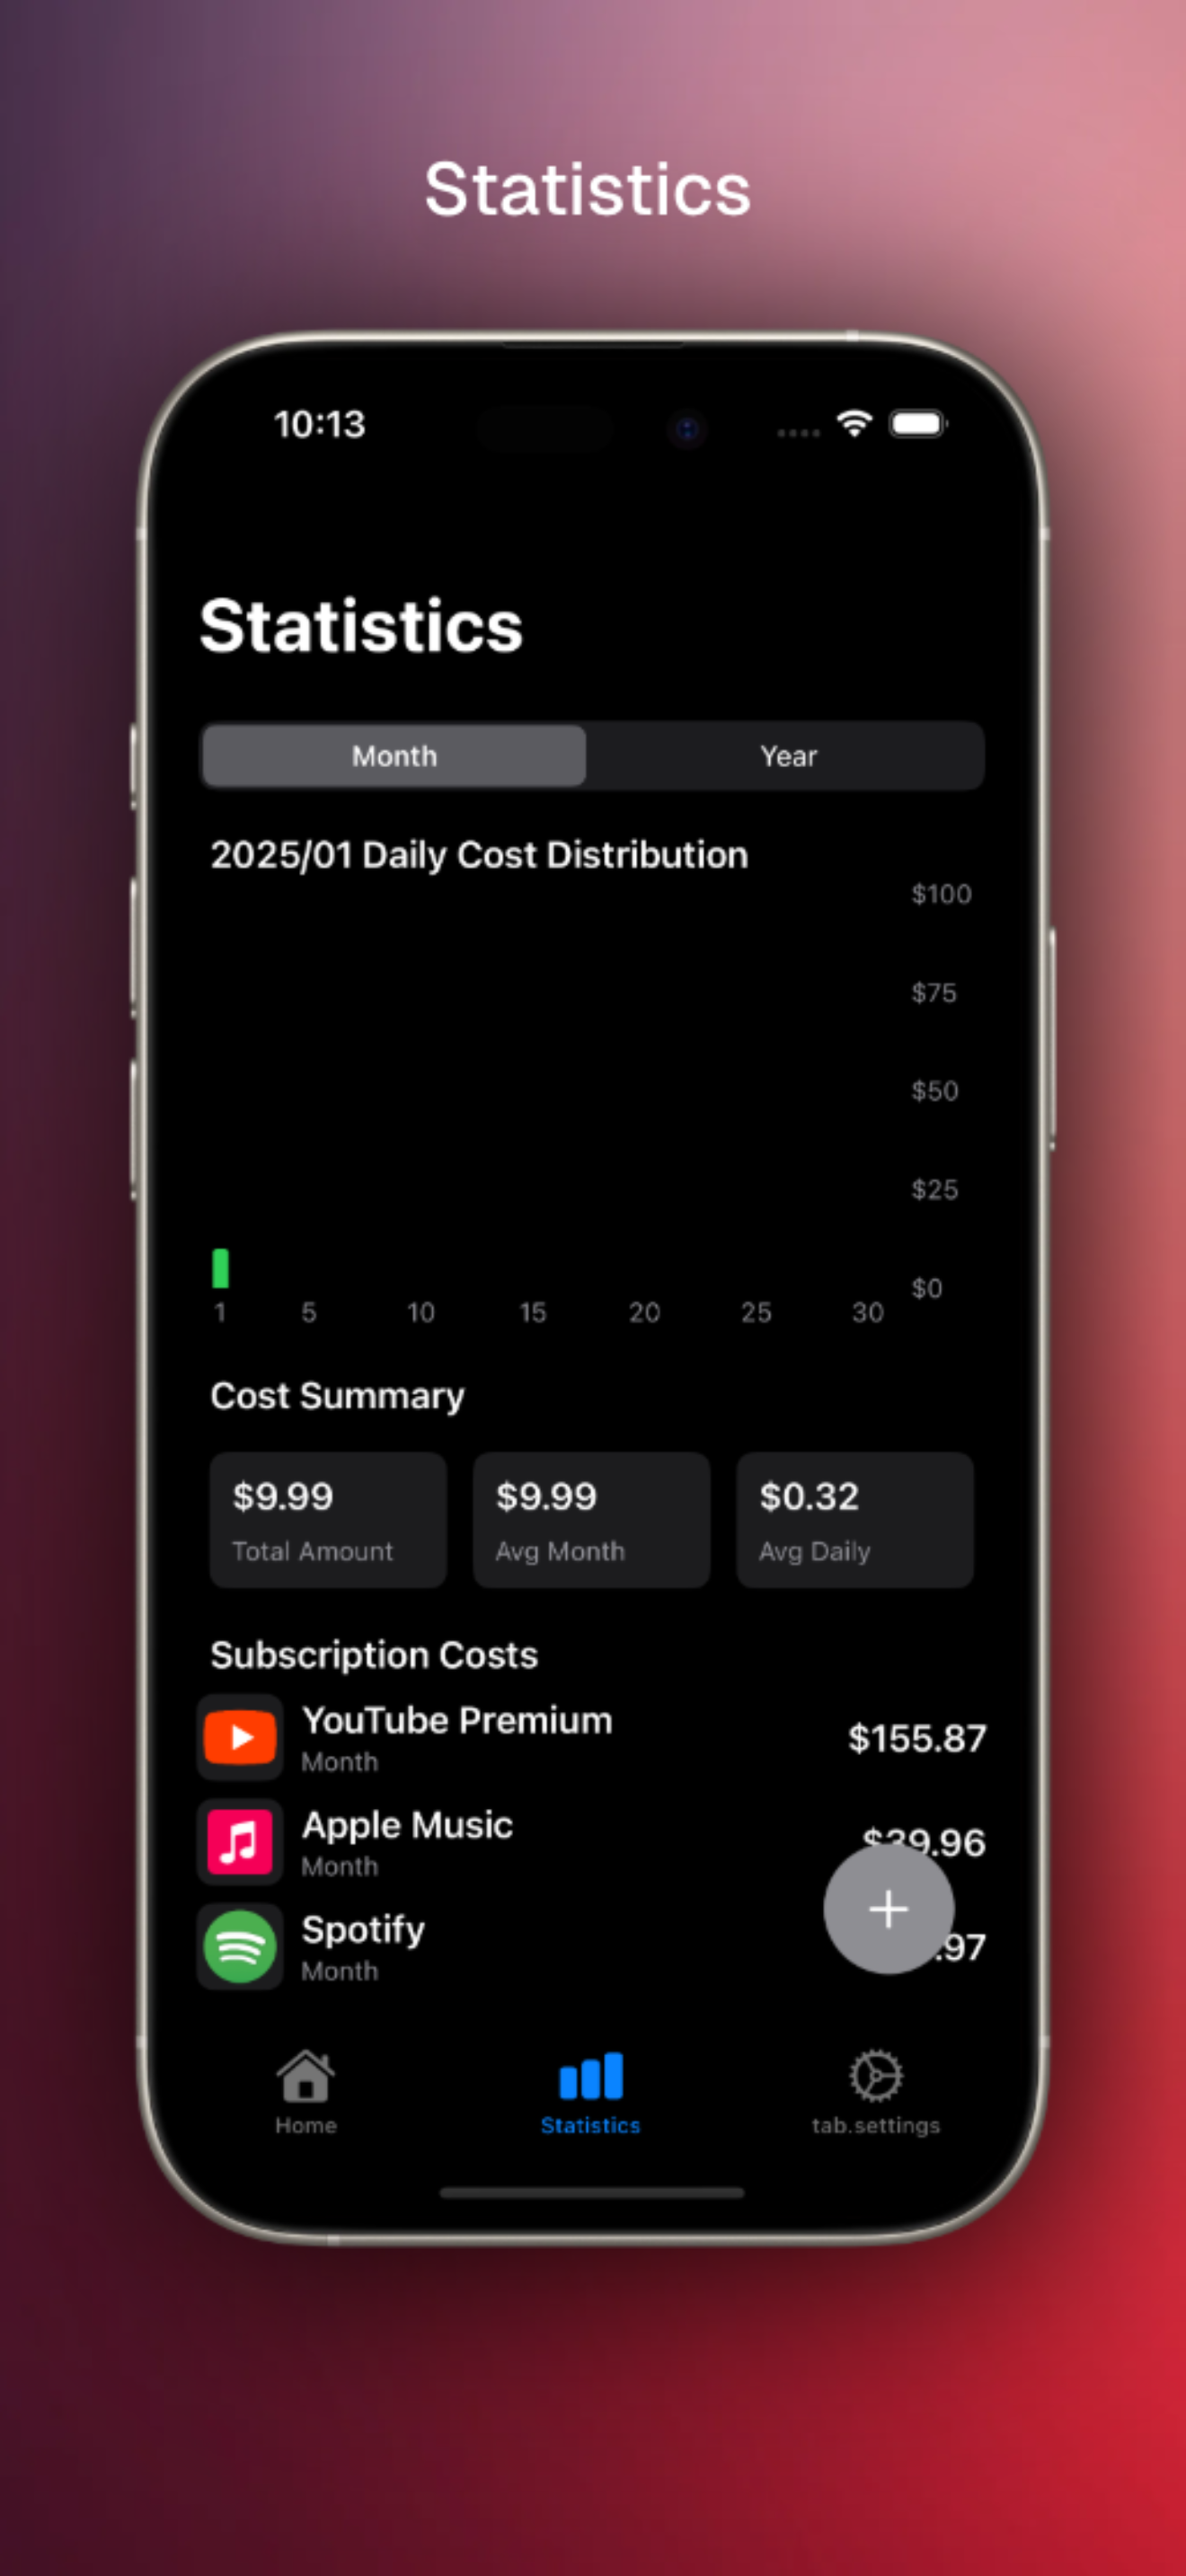 Statistics
10:13
Statistics
Month Year
2025/01 Daily Cost Distribution
$100
$75
$50
$25
$0
1 5 10 15 20 25 30
Cost Summary
$9.99 $9.99 $0.32
Total Amount Avg Month Avg Daily
Subscription Costs
YouTube Premium
$155.87
Month
Apple Music
$39.96
Month
Spotify
.97
Month
Home Statistics tab.settings